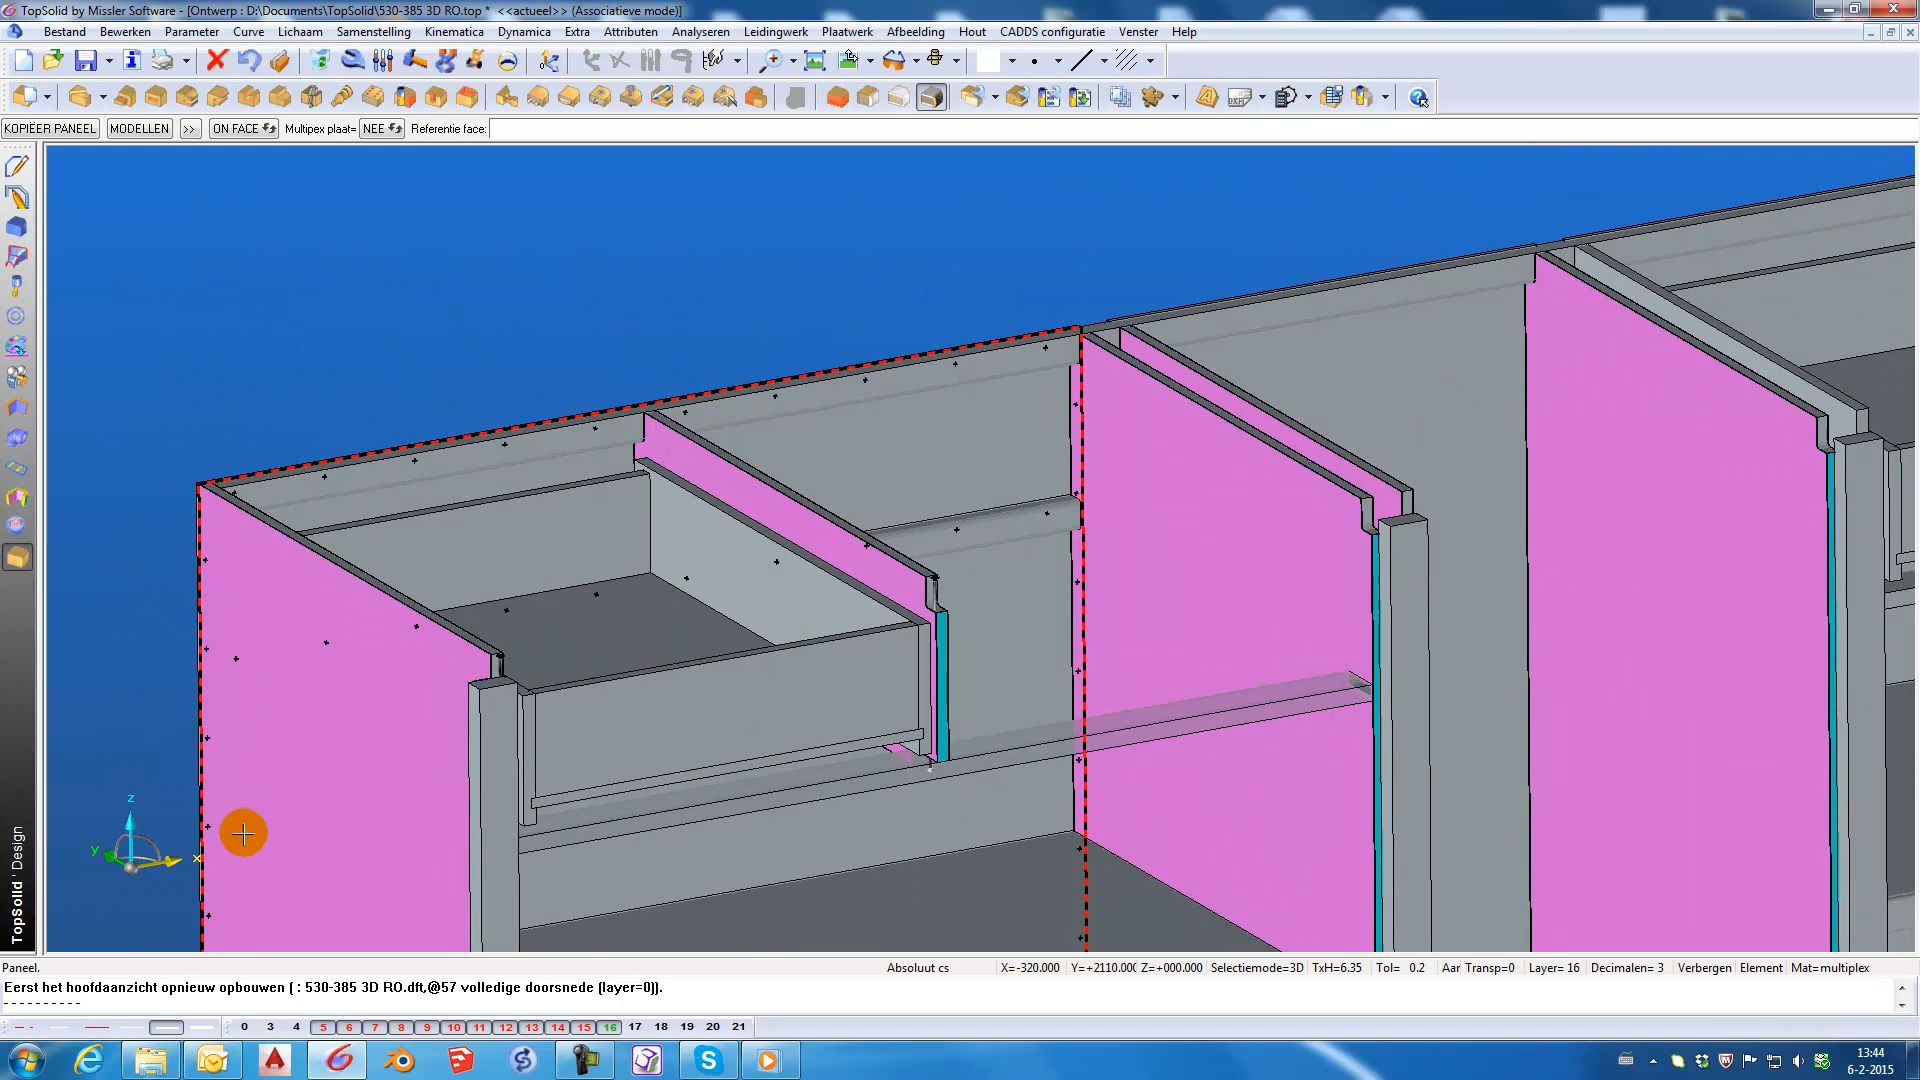 TopSolid by Missler Software - [Ontwerp : D:\Documents\TopSolid\530-385 3D RO.top * <<actueel>> (Associatieve mode)]
Bestand Bewerken Parameter Curve Lichaam Samenstelling Kinematica Dynamica Extra Attributen Analyseren Leidingwerk Plaatwerk Afbeelding Hout CADDS configuratie Venster Help
KOPIËER PANEEL MODELLEN >> ON FACE Multipex plaat= NEE Referentie face:
z
y
x
TopSolid'Design
Paneel. Absoluut cs X=-320.000 Y=+2110.000 Z=+000.000 Selectiemode=3D TxH=6.35 Tol= 0.2 Aar Transp=0 Layer= 16 Decimalen= 3 Verbergen Element Mat=multiplex
Eerst het hoofdaanzicht opnieuw opbouwen ( : 530-385 3D RO.dft,@57 volledige doorsnede (layer=0)).
----------
0 3 4 5 6 7 8 9 10 11 12 13 14 15 16 17 18 19 20 21
13:44
6-2-2015